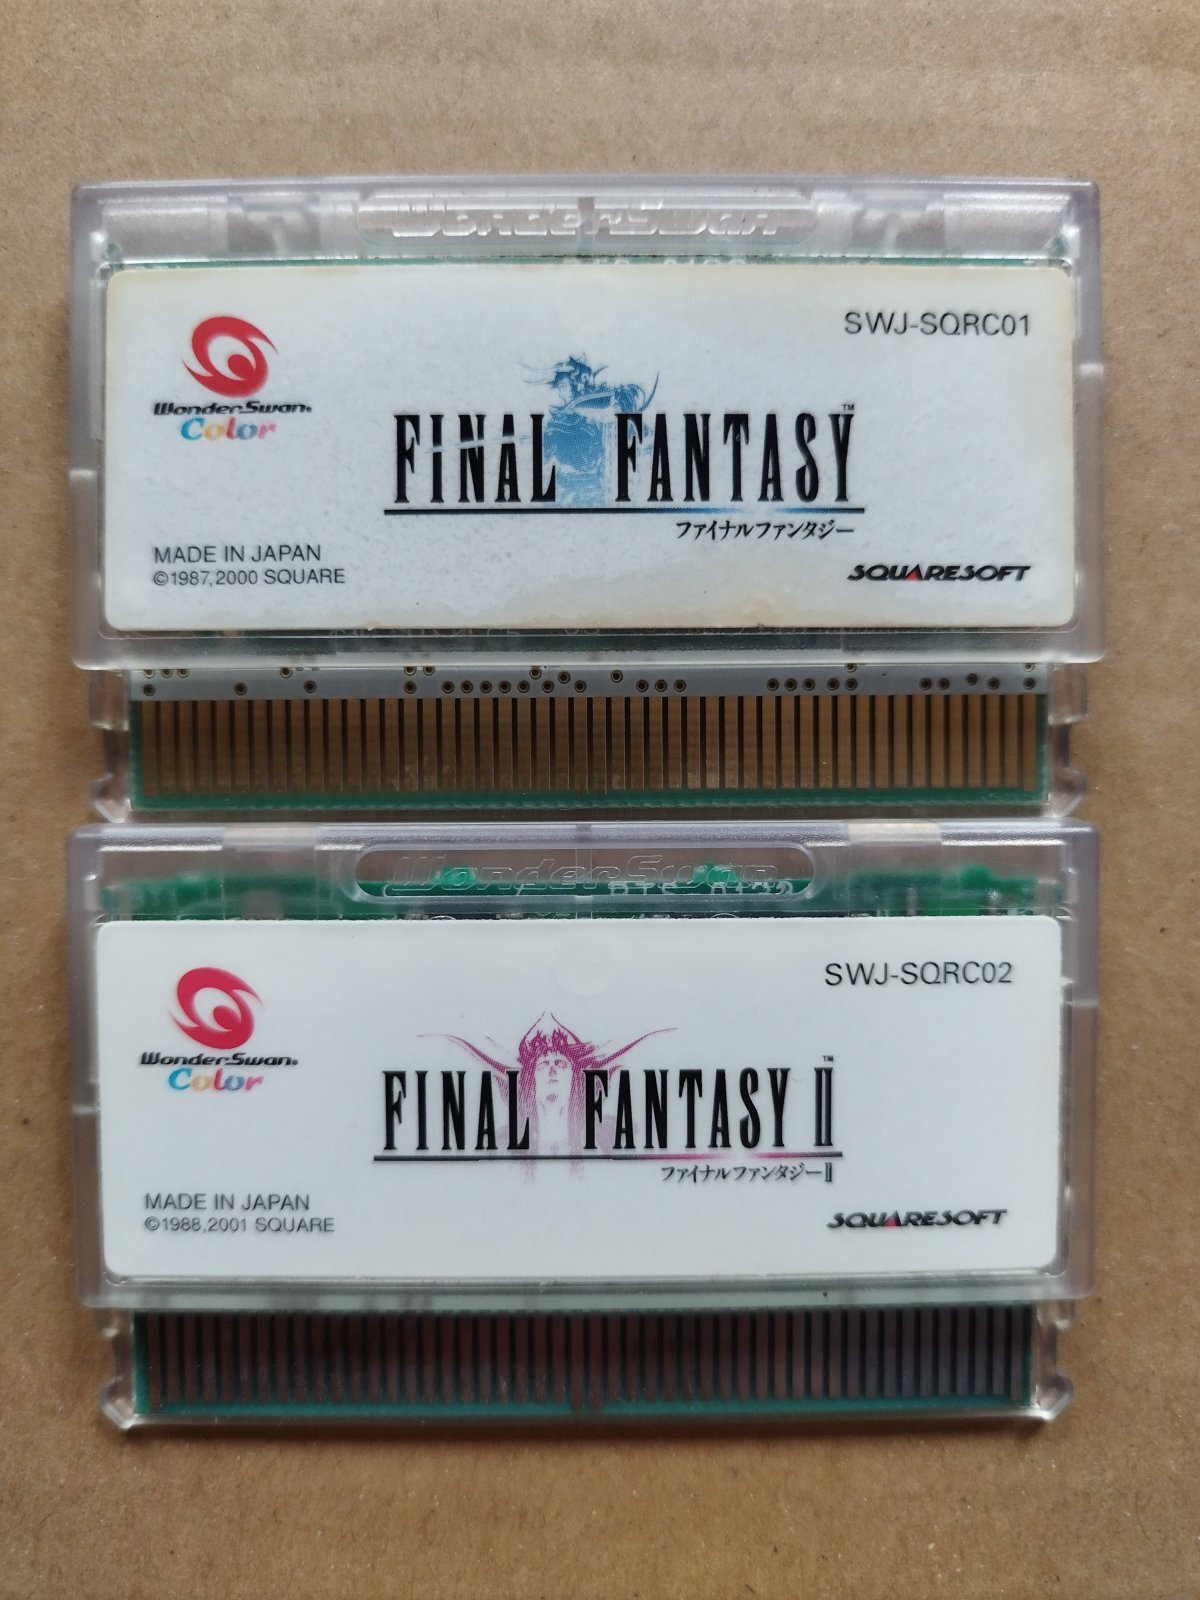 WonderSwan
SWJ-SQRC01
WonderSwan
Color
FINAL FANTASY™
ファイナルファンタジー
MADE IN JAPAN
©1987,2000 SQUARE
SQUARESOFT
WonderSwan
SWJ-SQRC02
WonderSwan
Color
FINAL FANTASY II™
ファイナルファンタジーII
MADE IN JAPAN
©1988,2001 SQUARE
SQUARESOFT